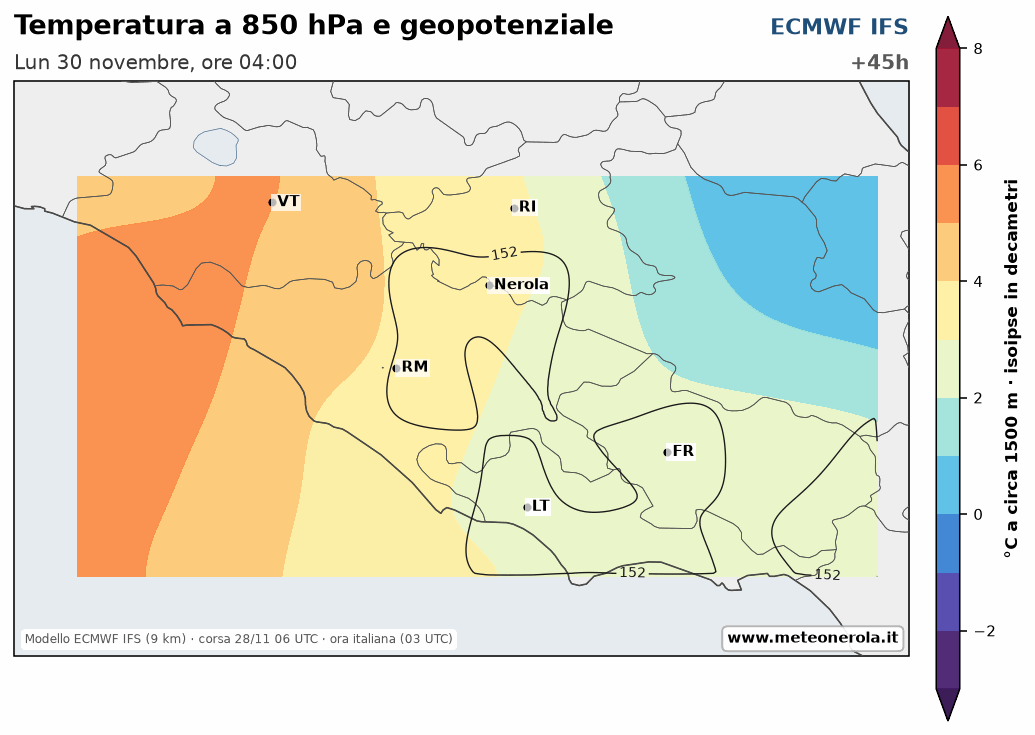 Temperatura a 850 hPa e geopotenziale
ECMWF IFS
Lun 30 novembre, ore 04:00
+45h
VT
RI
152
Nerola
RM
FR
LT
152
152
Modello ECMWF IFS (9 km) · corsa 28/11 06 UTC · ora italiana (03 UTC)
www.meteonerola.it
8
6
4
2
0
−2
°C a circa 1500 m · isoipse in decametri